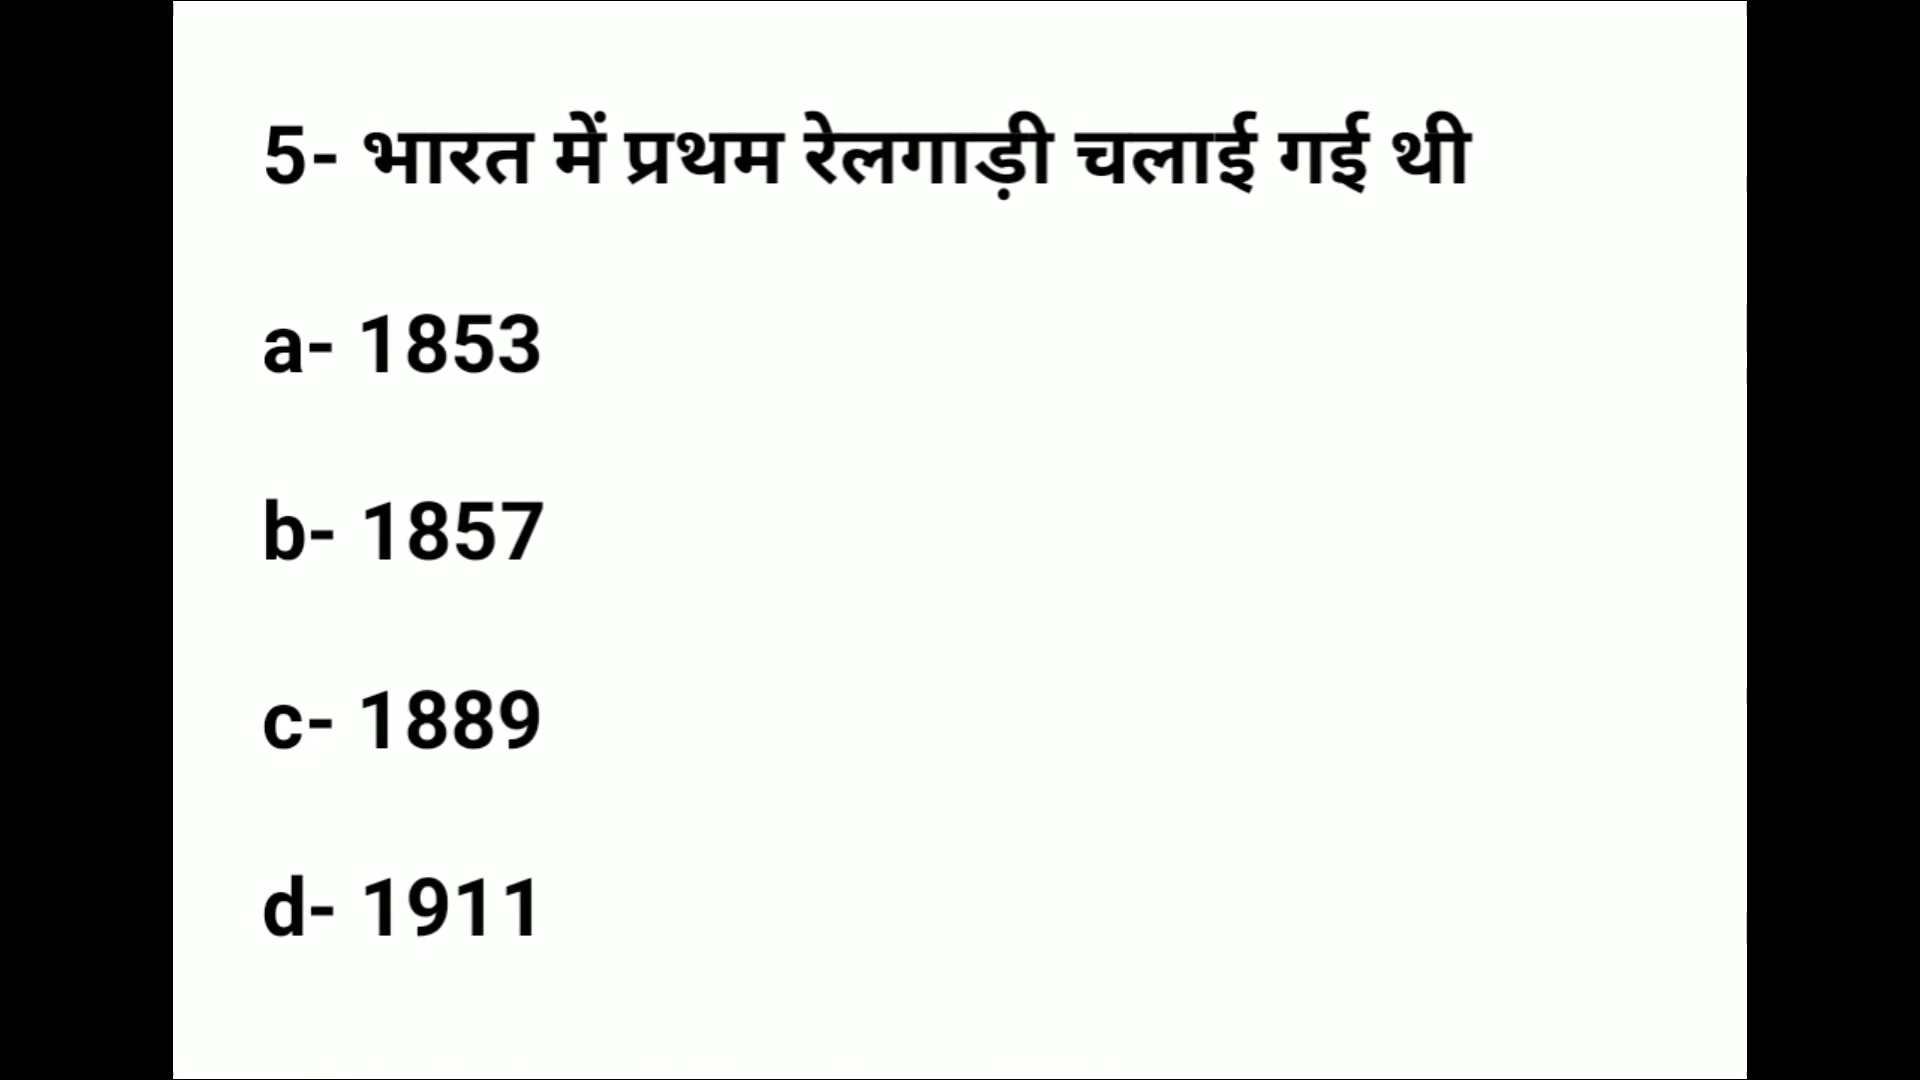 5- भारत में प्रथम रेलगाड़ी चलाई गई थी
a- 1853
b- 1857
c- 1889
d- 1911